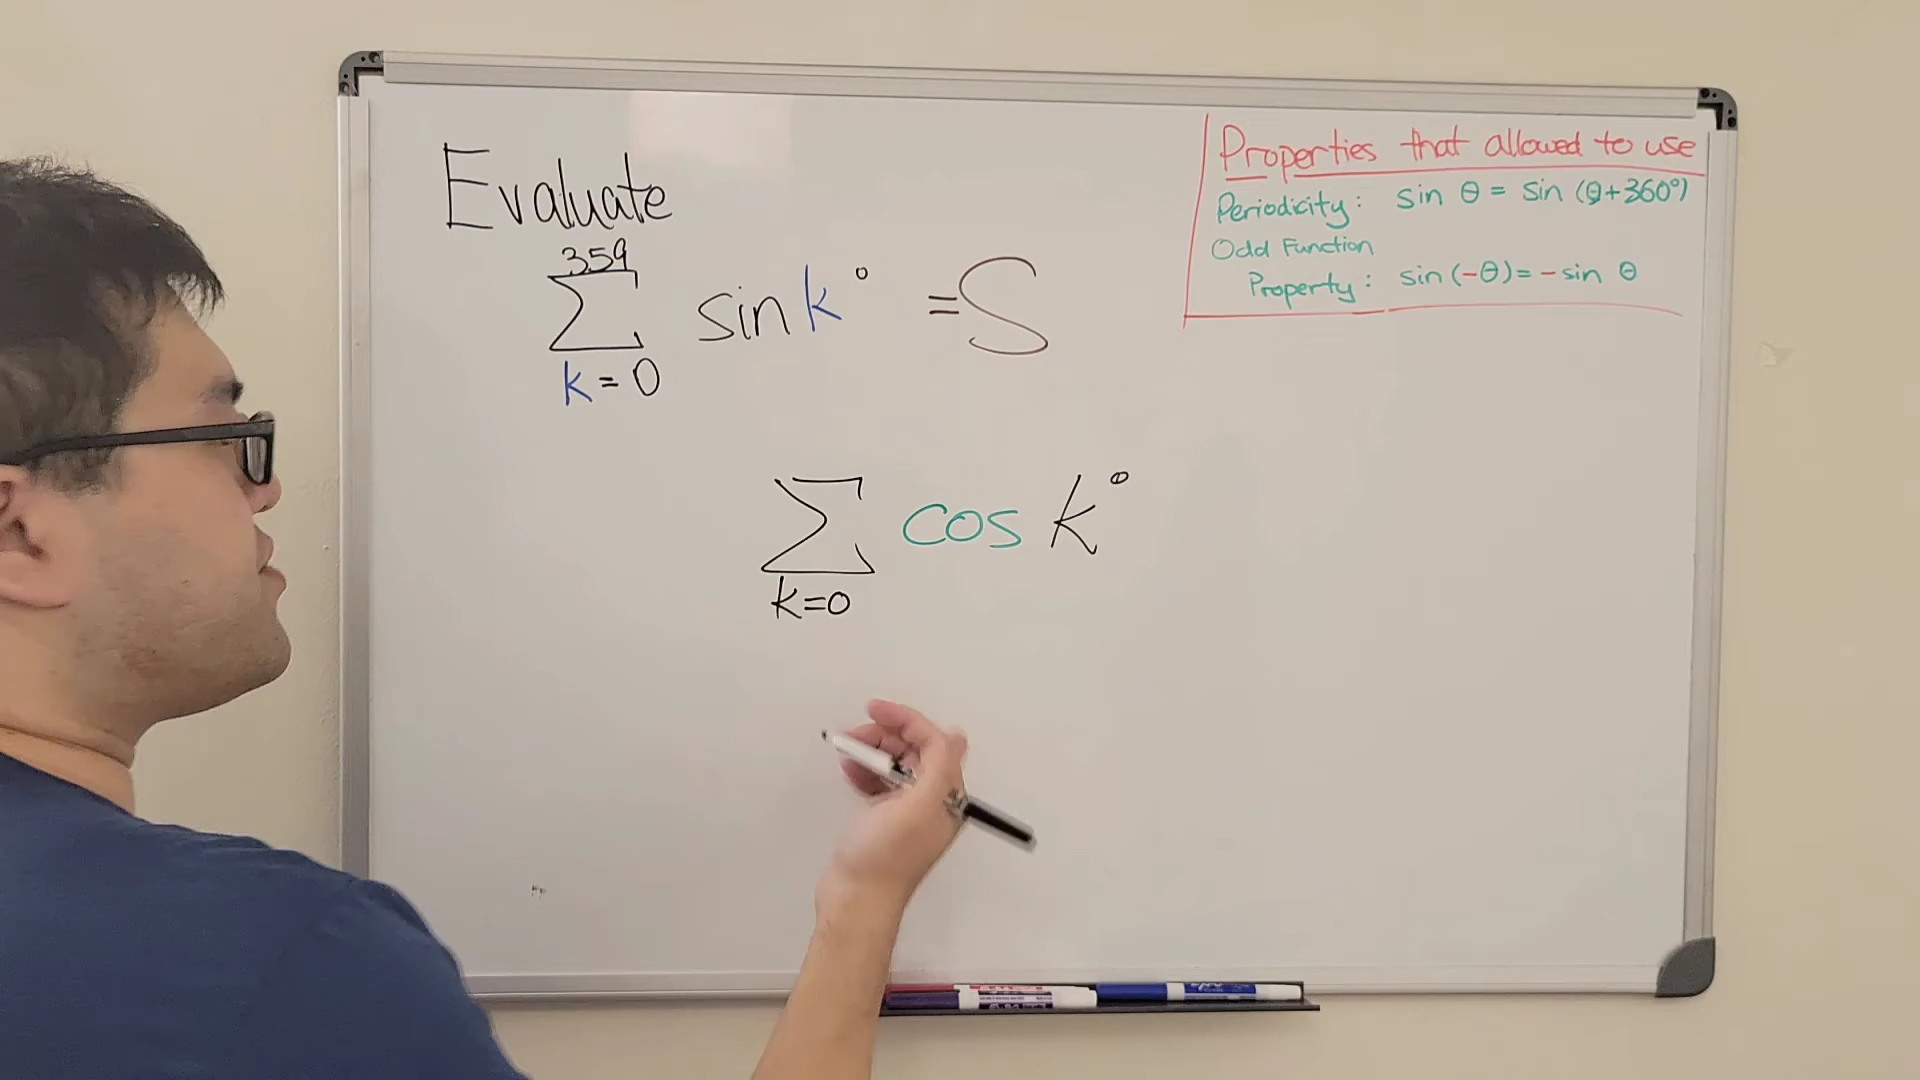 Evaluate
359
∑ sin k° = S
k = 0
∑ cos k°
k=0
Properties that allowed to use
Periodicity: sin θ = sin (θ+360°)
Odd Function
Property: sin(-θ)=-sin θ